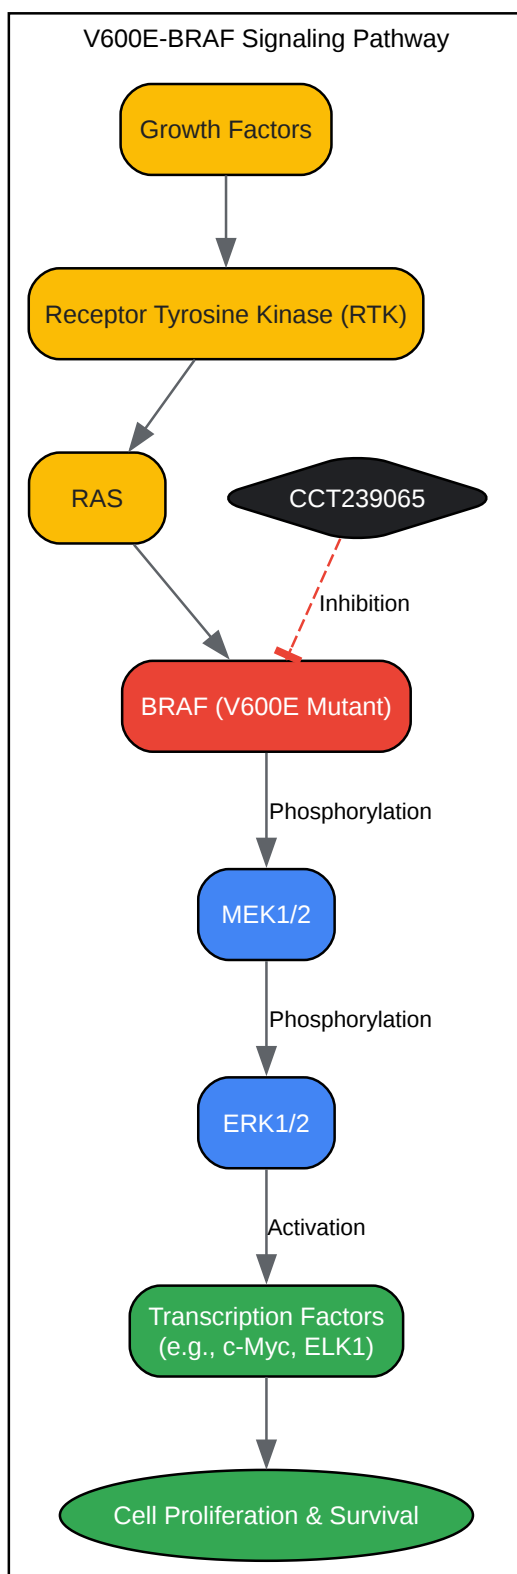 V600E-BRAF Signaling Pathway
Growth Factors
Receptor Tyrosine Kinase (RTK)
RAS
CCT239065
Inhibition
BRAF (V600E Mutant)
Phosphorylation
MEK1/2
Phosphorylation
ERK1/2
Activation
Transcription Factors
(e.g., c-Myc, ELK1)
Cell Proliferation & Survival